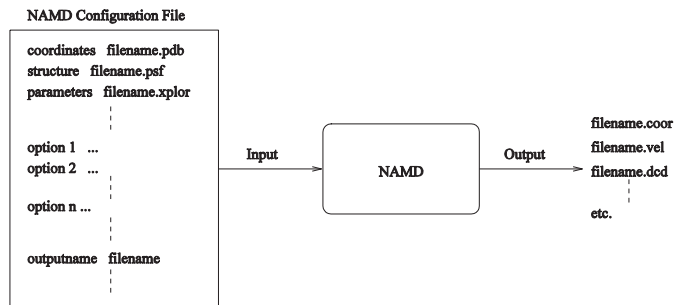 NAMD Configuration File
coordinates filename.pdb
structure filename.psf
parameters filename.xplor
option 1 ...
option 2 ...
option n ...
outputname filename
Input
NAMD
Output
filename.coor
filename.vel
filename.dcd
etc.